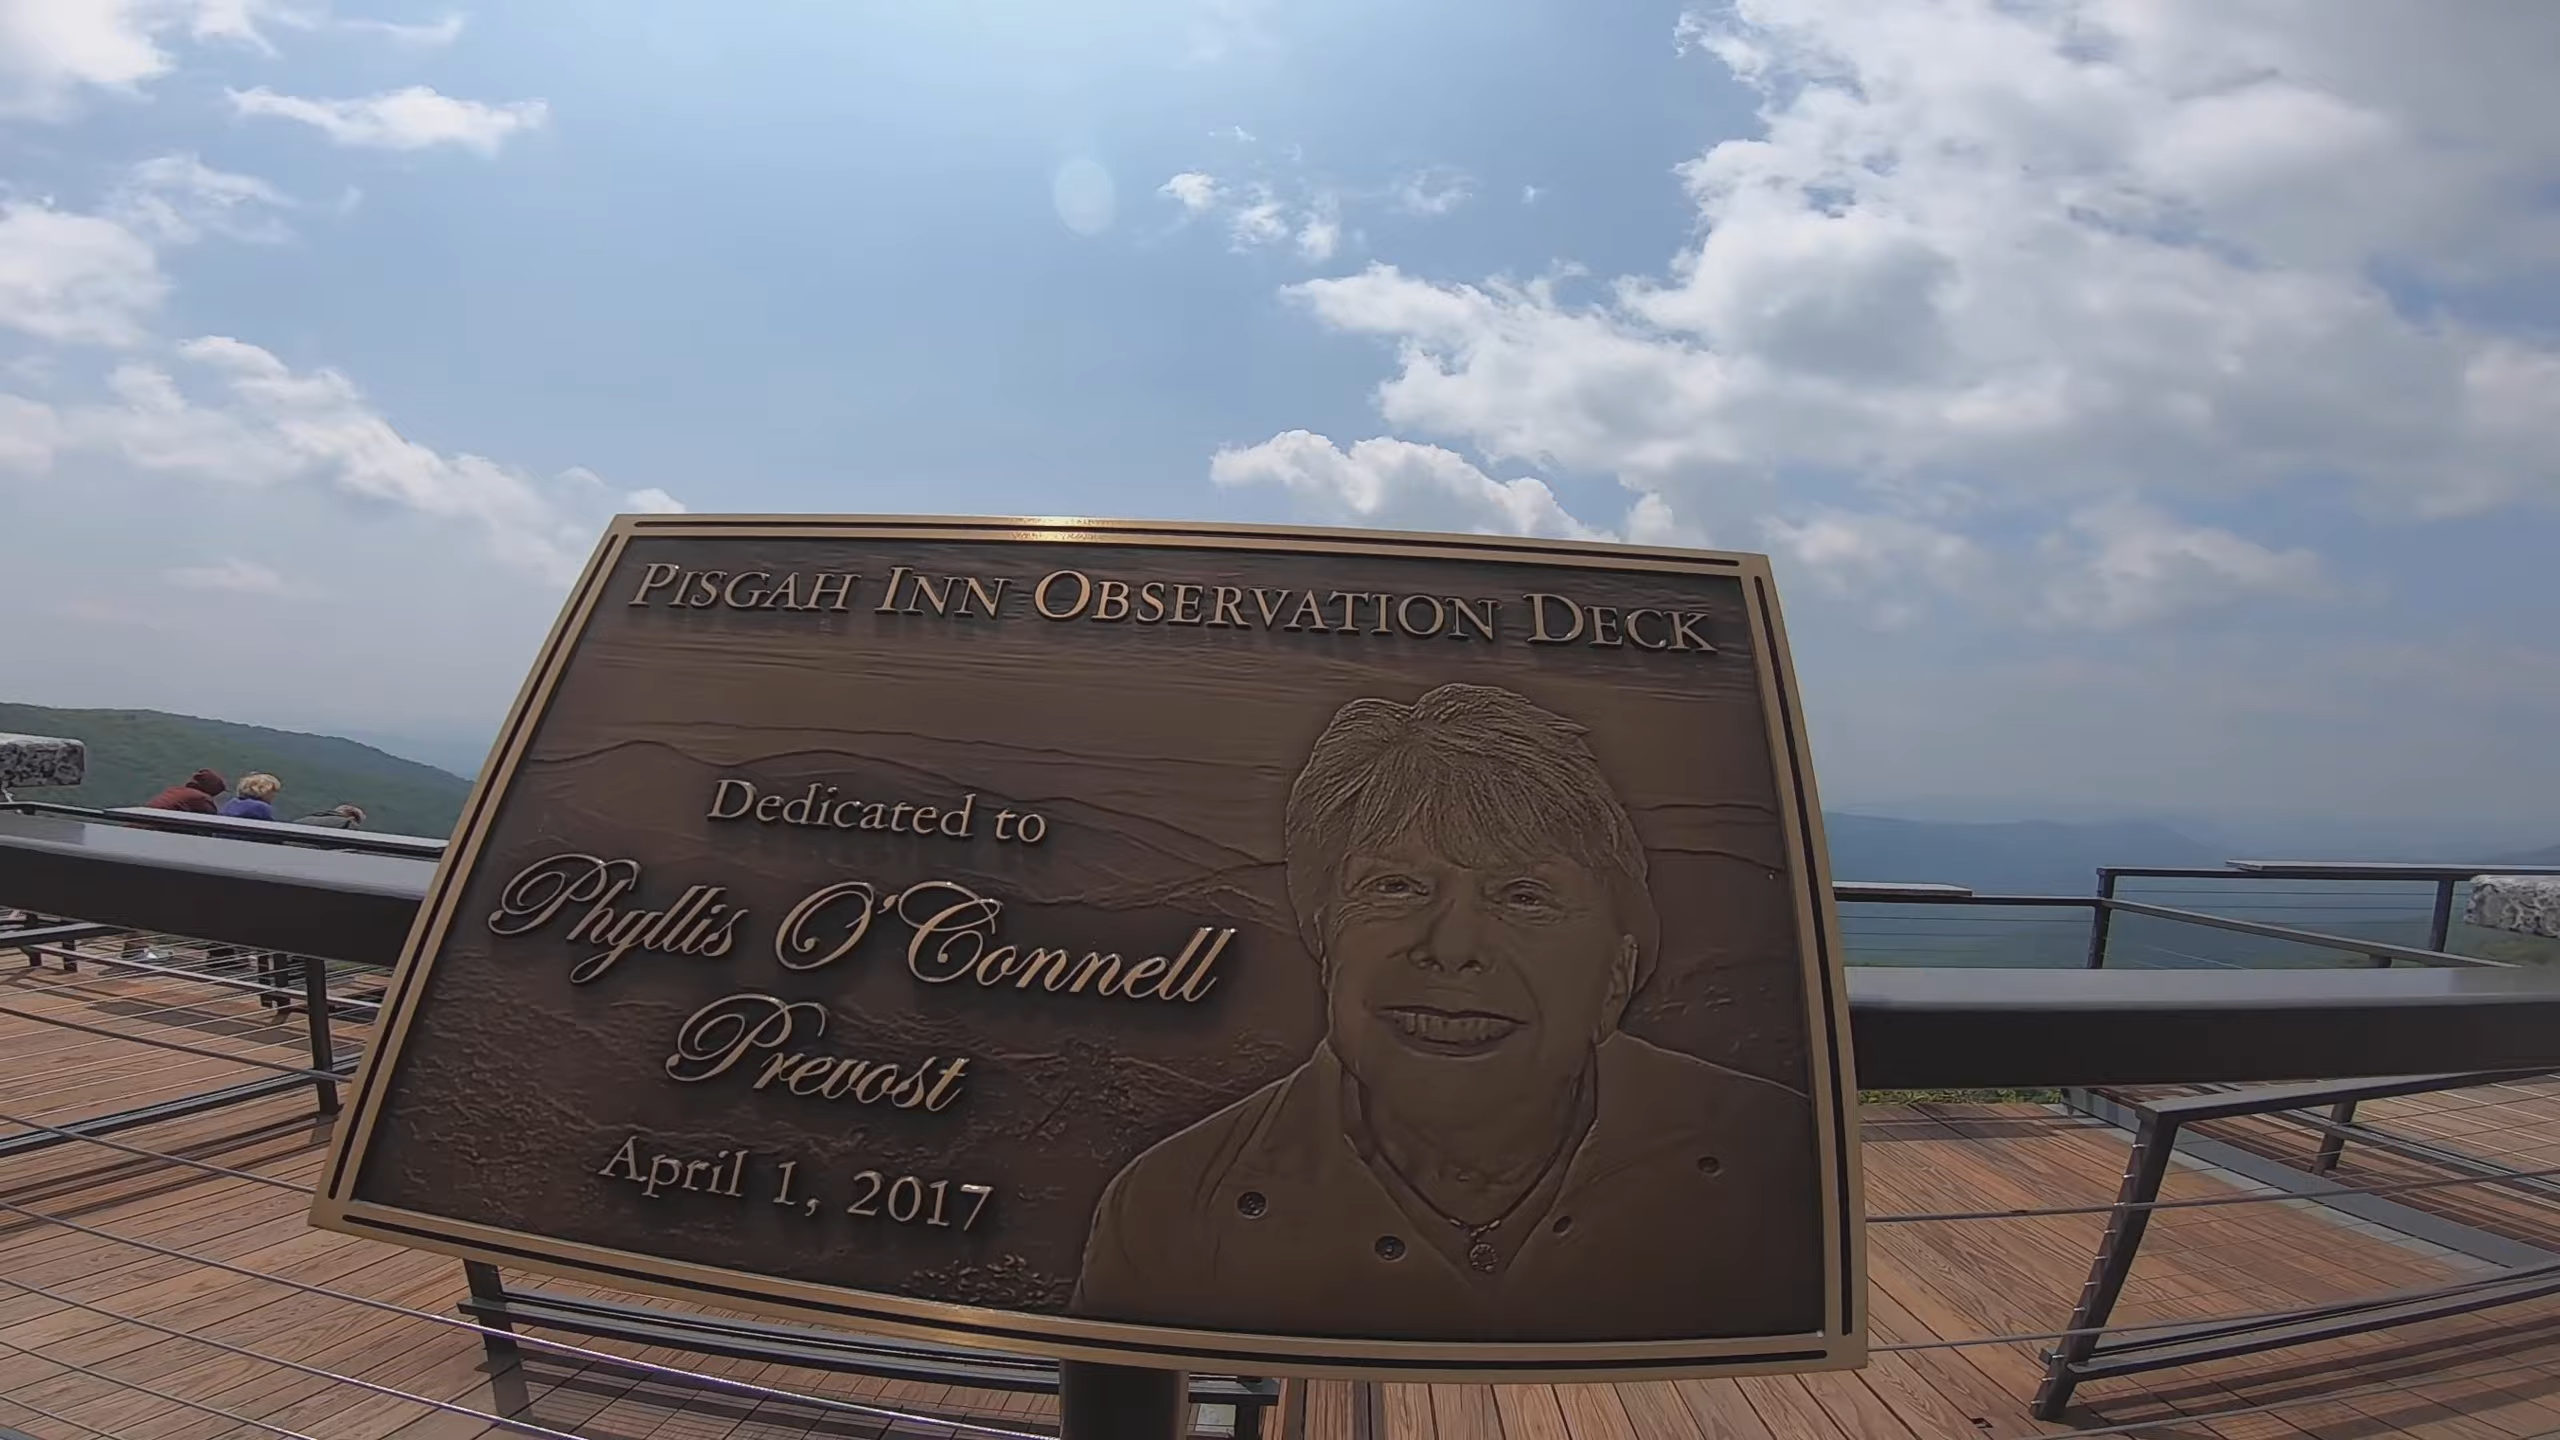 PISGAH INN OBSERVATION DECK
Dedicated to
Phyllis O'Connell
Prevost
April 1, 2017